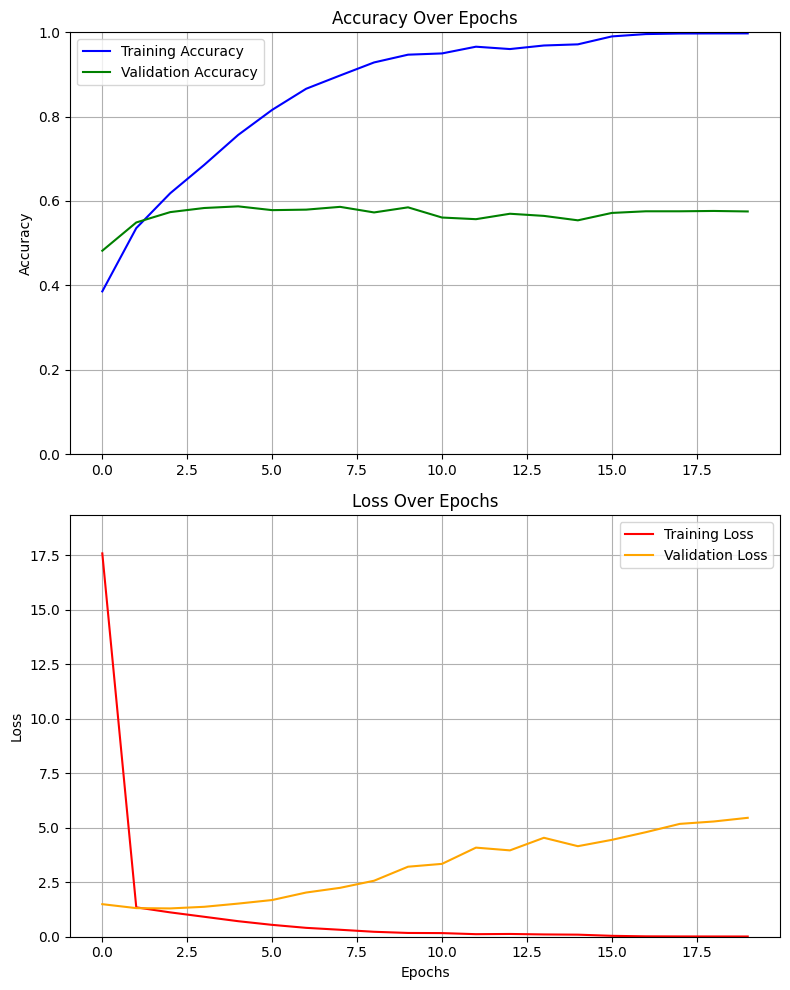 Accuracy Over Epochs
1.0
0.8
0.6
0.4
0.2
0.0
Accuracy
Training Accuracy
Validation Accuracy
0.0 2.5 5.0 7.5 10.0 12.5 15.0 17.5
Loss Over Epochs
17.5
15.0
12.5
10.0
7.5
5.0
2.5
0.0
Loss
Training Loss
Validation Loss
0.0 2.5 5.0 7.5 10.0 12.5 15.0 17.5
Epochs